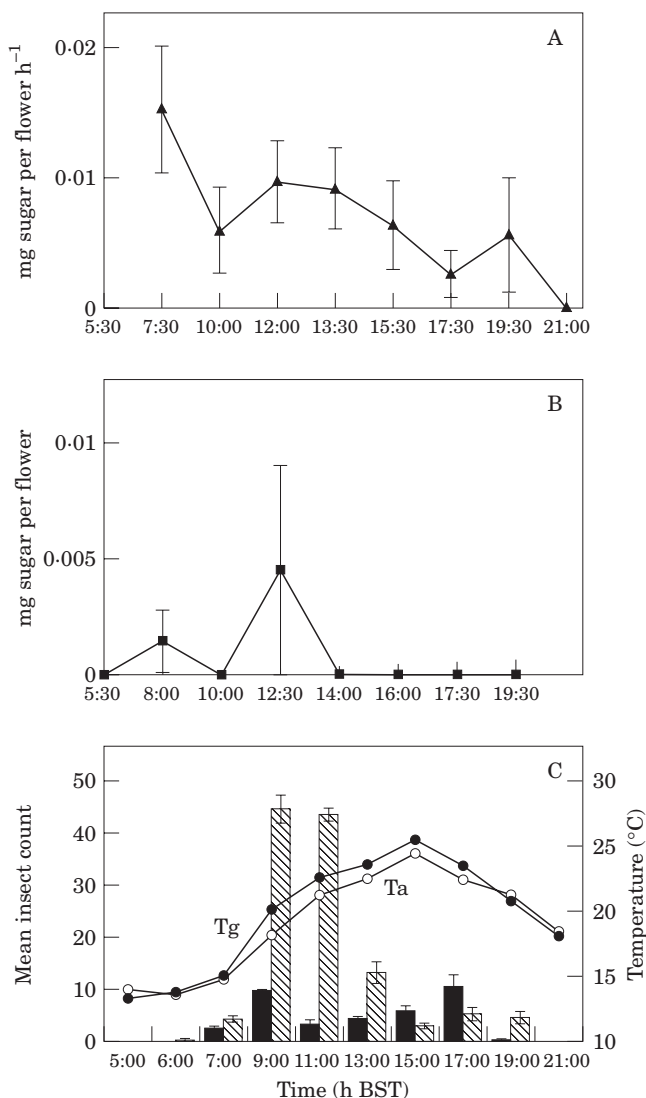 A
mg sugar per flower h⁻¹
0·02
0·01
0
5:30 7:30 10:00 12:00 13:30 15:30 17:30 19:30 21:00
B
mg sugar per flower
0·01
0·005
0
5:30 8:00 10:00 12:30 14:00 16:00 17:30 19:30
C
Mean insect count
50
40
30
20
10
0
Tg
Ta
30
25
20
15
10
Temperature (°C)
5:00 6:00 7:00 9:00 11:00 13:00 15:00 17:00 19:00 21:00
Time (h BST)